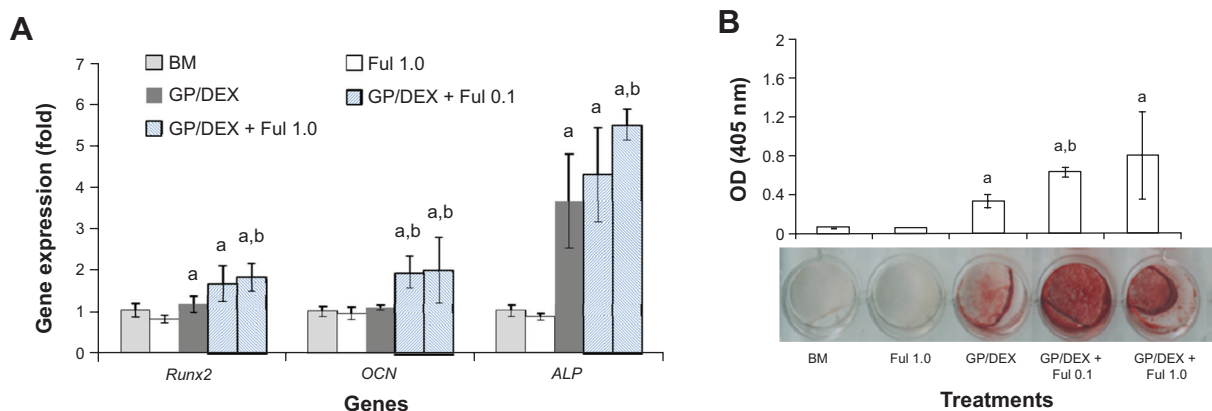 A
BM
Ful 1.0
GP/DEX
GP/DEX + Ful 0.1
GP/DEX + Ful 1.0
Gene expression (fold)
7
6
5
4
3
2
1
0
a
a
a,b
a,b
a,b
a
a
a,b
Runx2
OCN
ALP
Genes
B
OD (405 nm)
2
1.6
1.2
0.8
0.4
0
a
a,b
a
BM
Ful 1.0
GP/DEX
GP/DEX +
Ful 0.1
GP/DEX +
Ful 1.0
Treatments